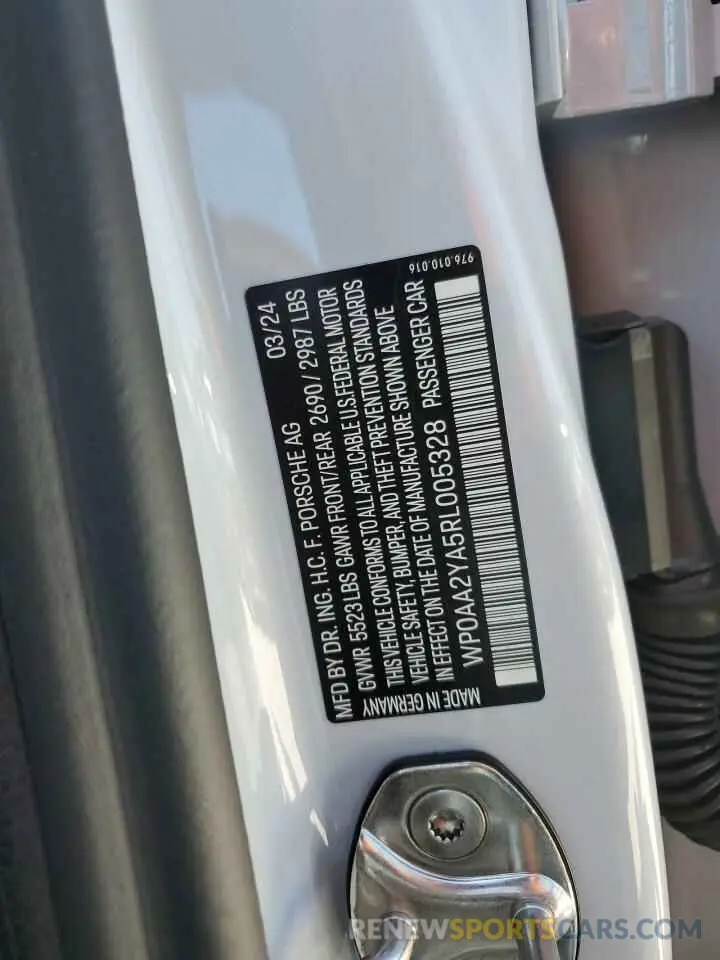 MFD BY DR. ING. H.C. F. PORSCHE AG 03/24
GVWR 5523 LBS GAWR FRONT/REAR 2690/2987 LBS
THIS VEHICLE CONFORMS TO ALL APPLICABLE U.S. FEDERAL MOTOR
VEHICLE SAFETY, BUMPER, AND THEFT PREVENTION STANDARDS
IN EFFECT ON THE DATE OF MANUFACTURE SHOWN ABOVE
WP0AA2YA5RL005328 PASSENGER CAR
MADE IN GERMANY
976.010.016
RENEWSPORTSCARS.COM